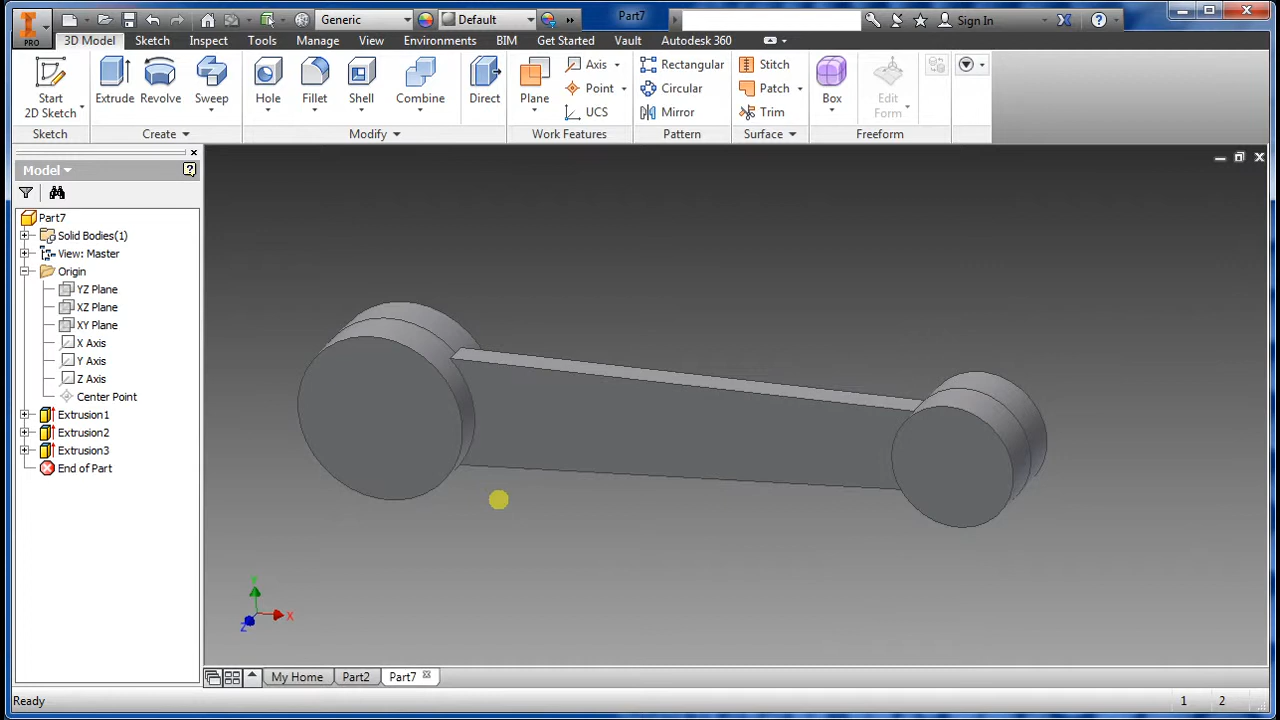 PRO
Generic
Default
Part7
Sign In
3D Model
Sketch
Inspect
Tools
Manage
View
Environments
BIM
Get Started
Vault
Autodesk 360
Start
2D Sketch
Extrude
Revolve
Sweep
Hole
Fillet
Shell
Combine
Direct
Plane
Axis
Point
UCS
Rectangular
Circular
Mirror
Stitch
Patch
Trim
Box
Edit
Form
Sketch
Create
Modify
Work Features
Pattern
Surface
Freeform
Model
Part7
Solid Bodies(1)
View: Master
Origin
YZ Plane
XZ Plane
XY Plane
X Axis
Y Axis
Z Axis
Center Point
Extrusion1
Extrusion2
Extrusion3
End of Part
Y
X
Z
My Home
Part2
Part7
Ready
1
2